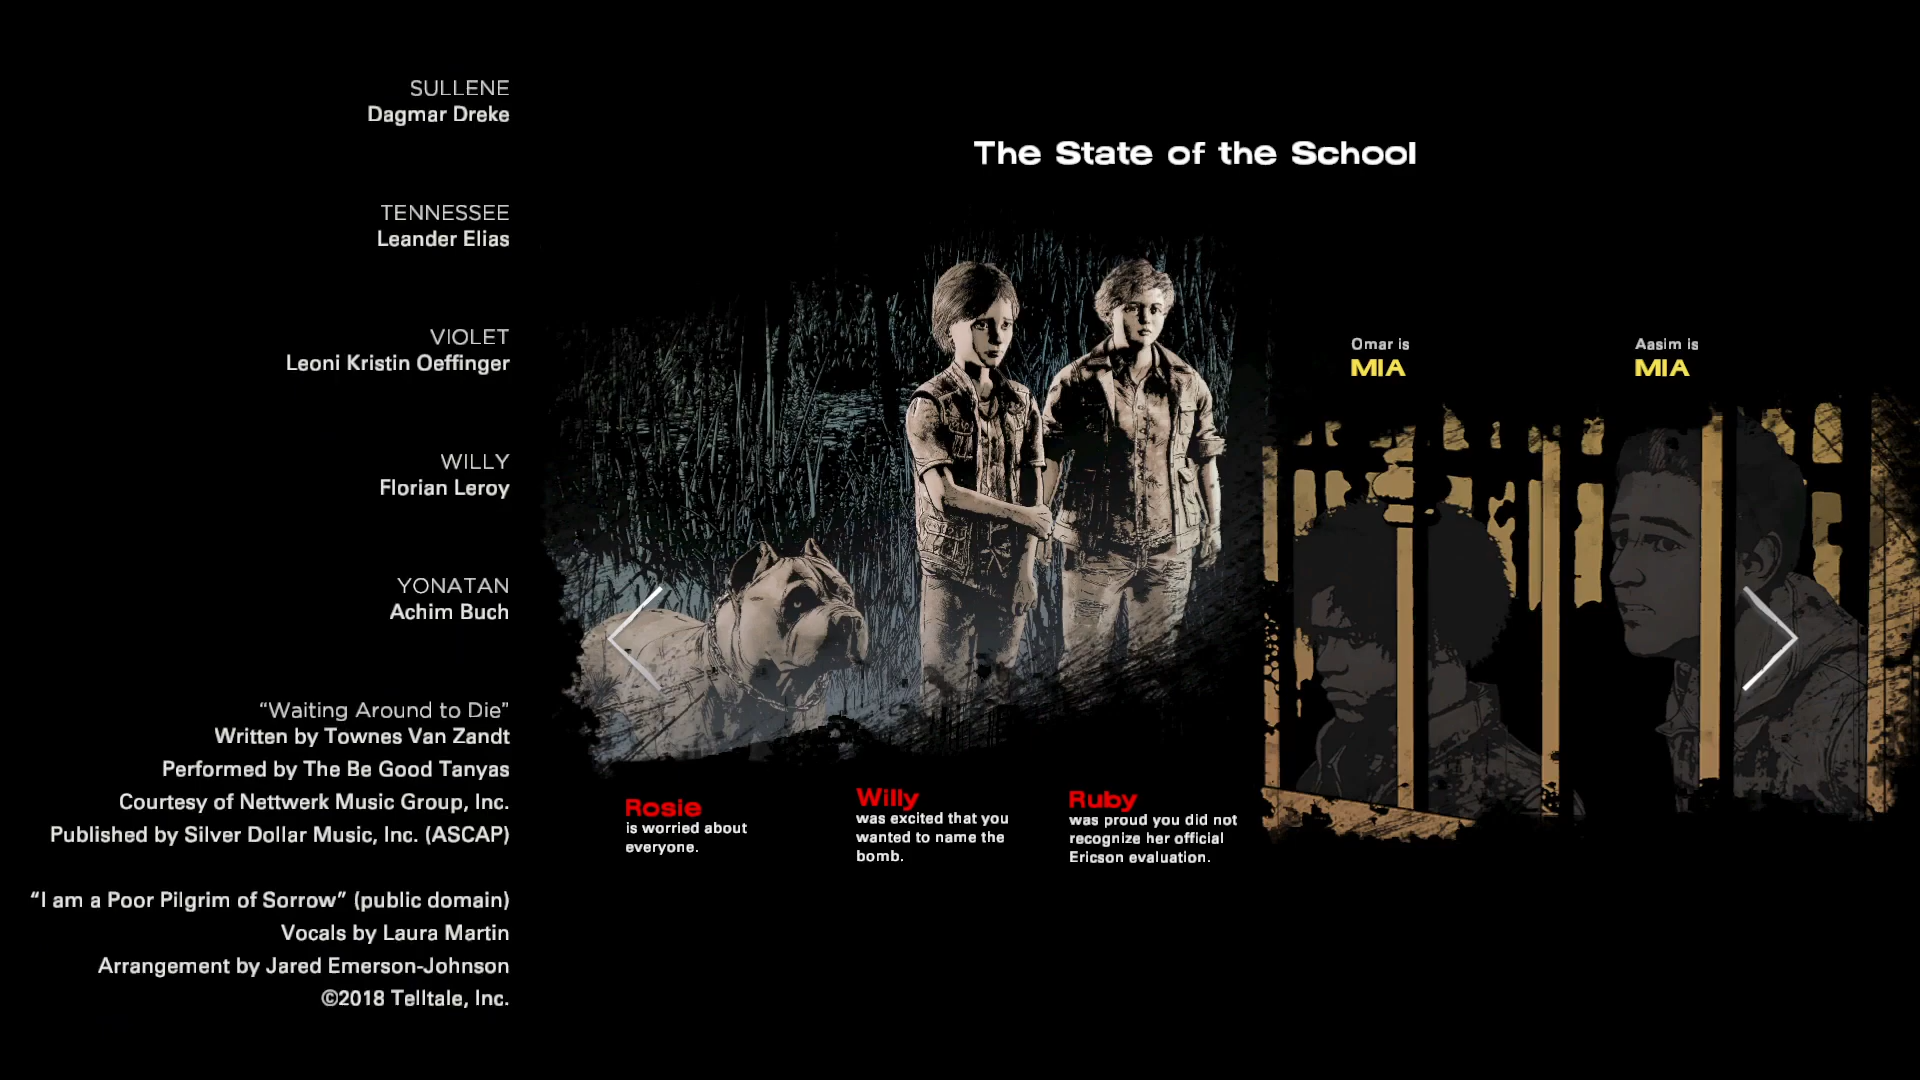 SULLENE
Dagmar Dreke
TENNESSEE
Leander Elias
VIOLET
Leoni Kristin Oeffinger
WILLY
Florian Leroy
YONATAN
Achim Buch
“Waiting Around to Die”
Written by Townes Van Zandt
Performed by The Be Good Tanyas
Courtesy of Nettwerk Music Group, Inc.
Published by Silver Dollar Music, Inc. (ASCAP)
“I am a Poor Pilgrim of Sorrow” (public domain)
Vocals by Laura Martin
Arrangement by Jared Emerson-Johnson
©2018 Telltale, Inc.
The State of the School
Omar is
MIA
Aasim is
MIA
Rosie
is worried about
everyone.
Willy
was excited that you
wanted to name the
bomb.
Ruby
was proud you did not
recognize her official
Ericson evaluation.